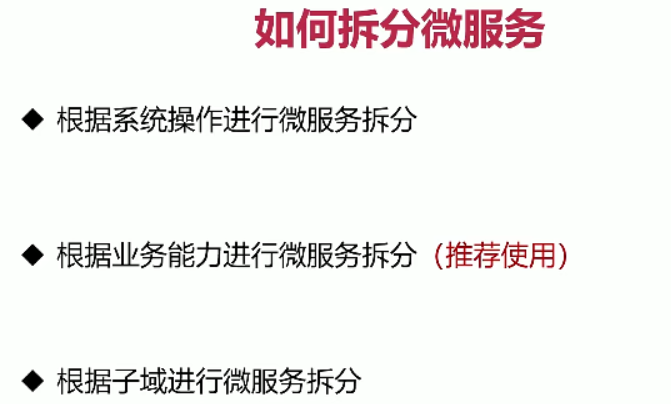 如何拆分微服务
◆ 根据系统操作进行微服务拆分
◆ 根据业务能力进行微服务拆分（推荐使用）
◆ 根据子域进行微服务拆分